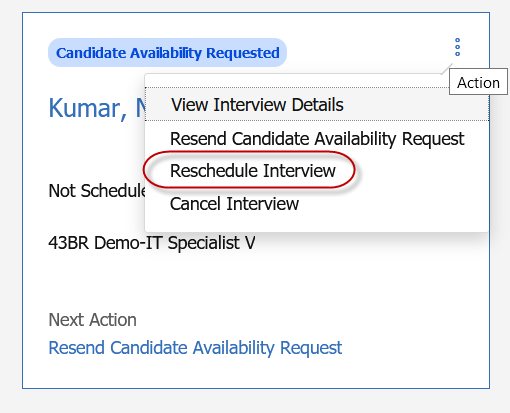 Candidate Availability Requested
Action
View Interview Details
Kumar,
Resend Candidate Availability Request
Reschedule Interview
Not Schedule
Cancel Interview
43BR Demo-IT Specialist V
Next Action
Resend Candidate Availability Request